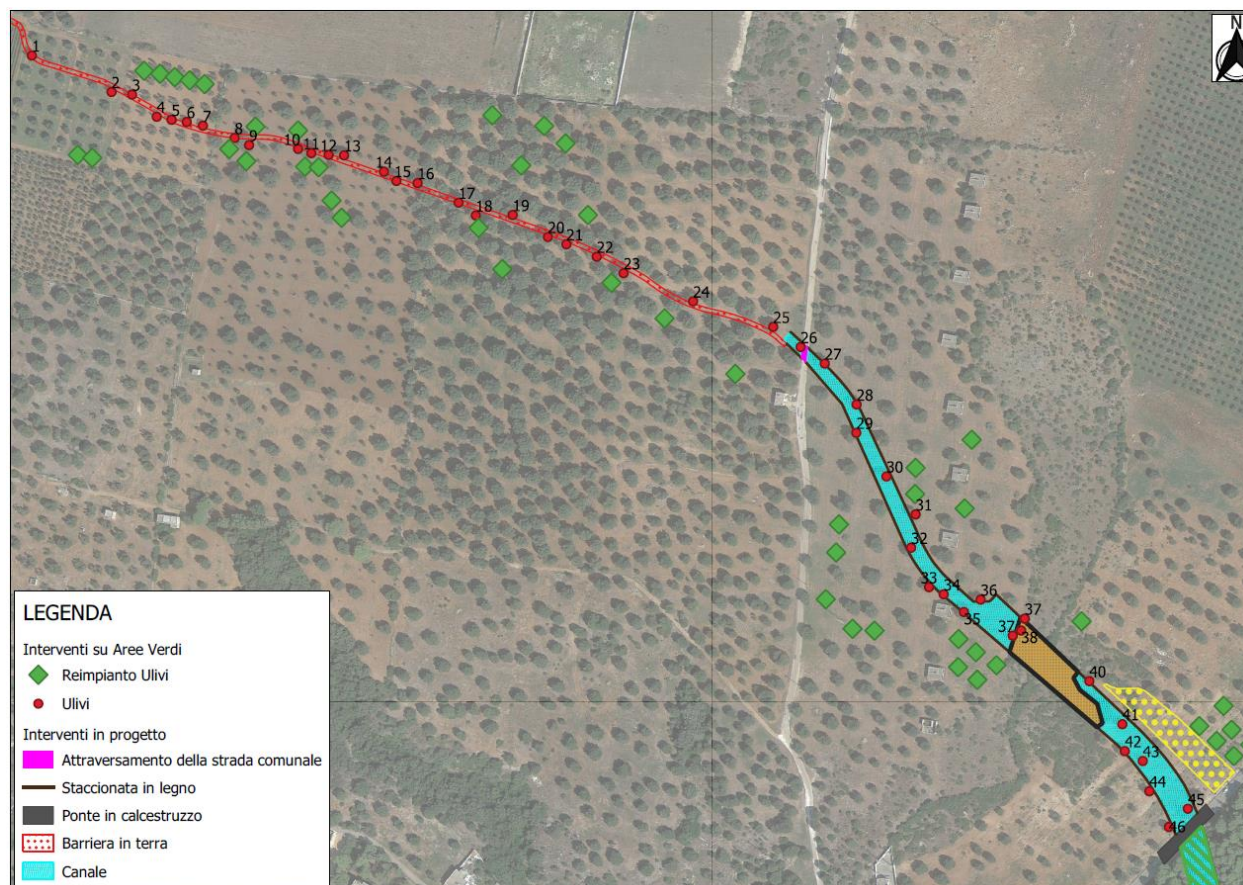 N
1
2 3
4 5 6 7
8
9
10 11 12 13
14
15 16
17
18 19
20 21
22
23
24
25
26
27
28
29
30
31
32
33 34
35
36
37
37
38
40
41
42
43
44
45
46
LEGENDA
Interventi su Aree Verdi
Reimpianto Ulivi
Ulivi
Interventi in progetto
Attraversamento della strada comunale
Staccionata in legno
Ponte in calcestruzzo
Barriera in terra
Canale